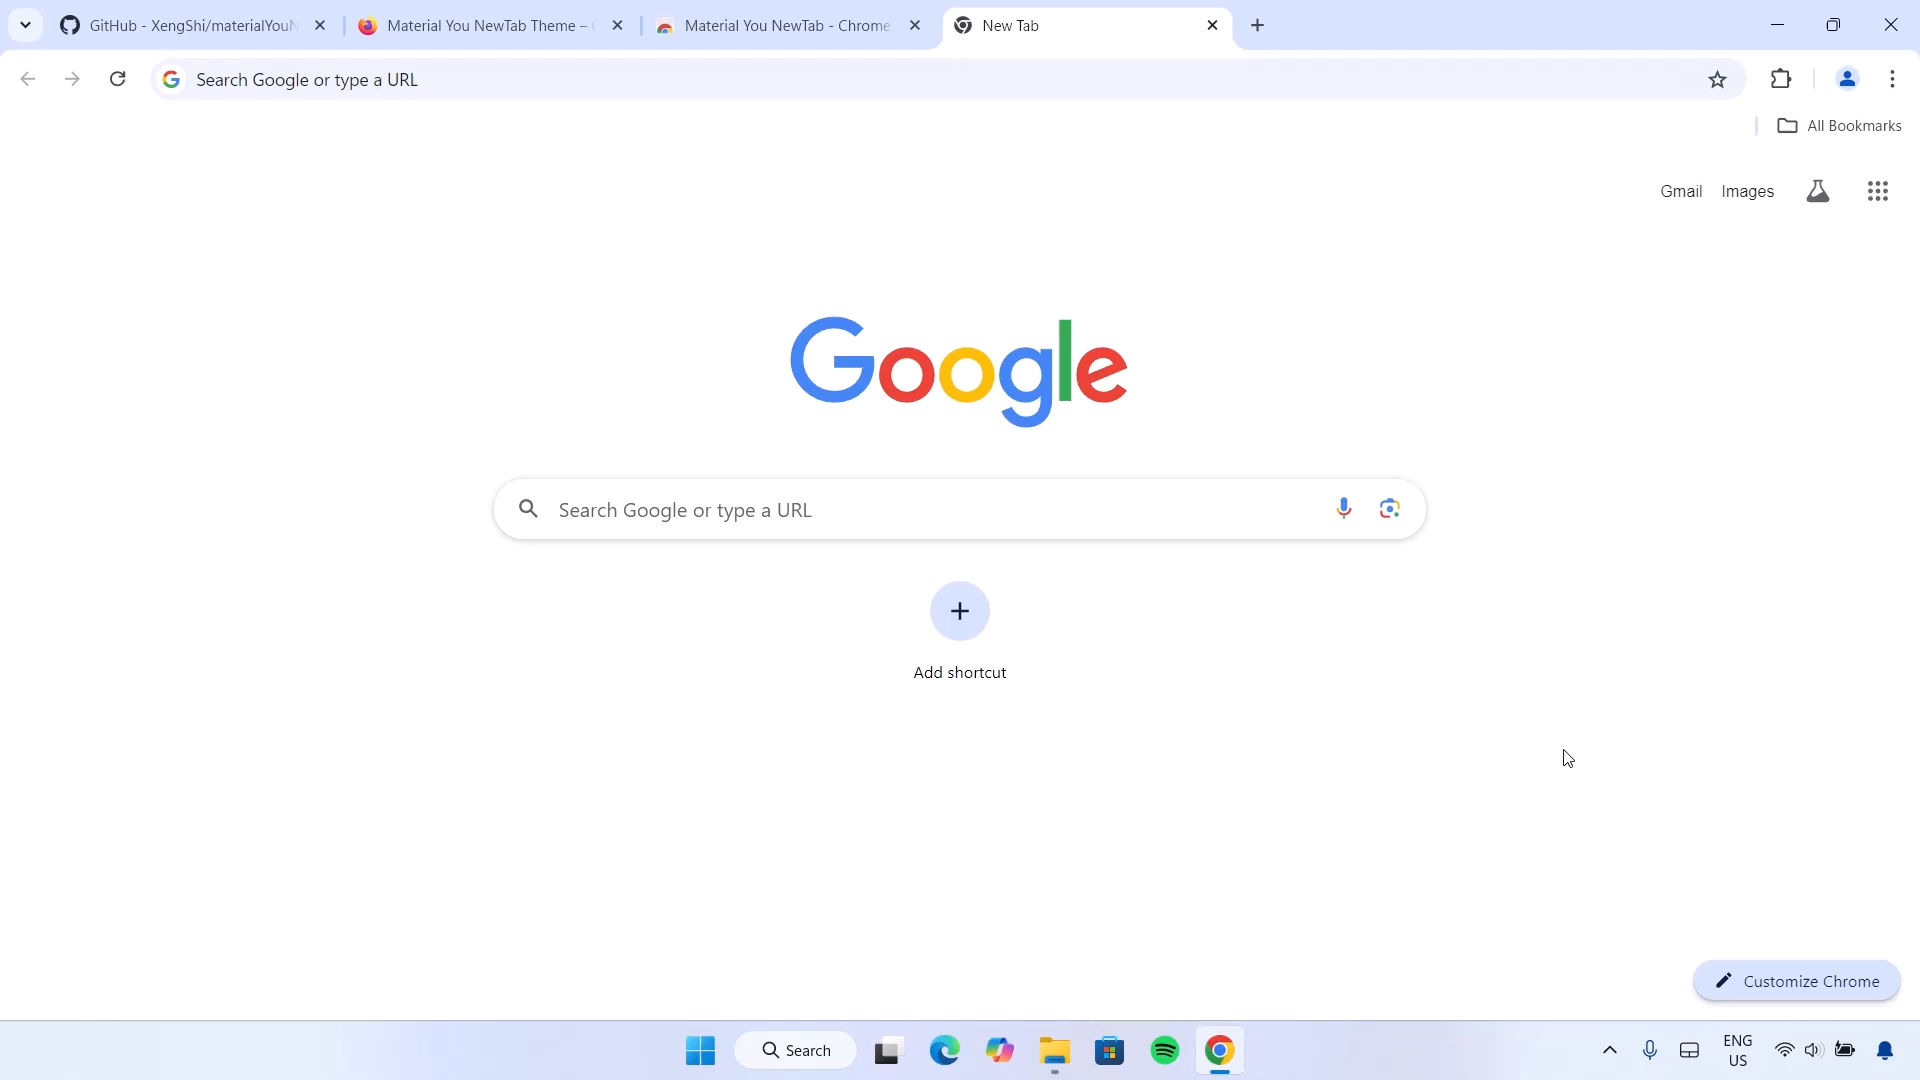 GitHub - XengShi/materialYouN
Material You NewTab Theme –
Material You NewTab - Chrome
New Tab
Search Google or type a URL
All Bookmarks
Gmail
Images
Google
Search Google or type a URL
Add shortcut
Customize Chrome
Search
ENG
US